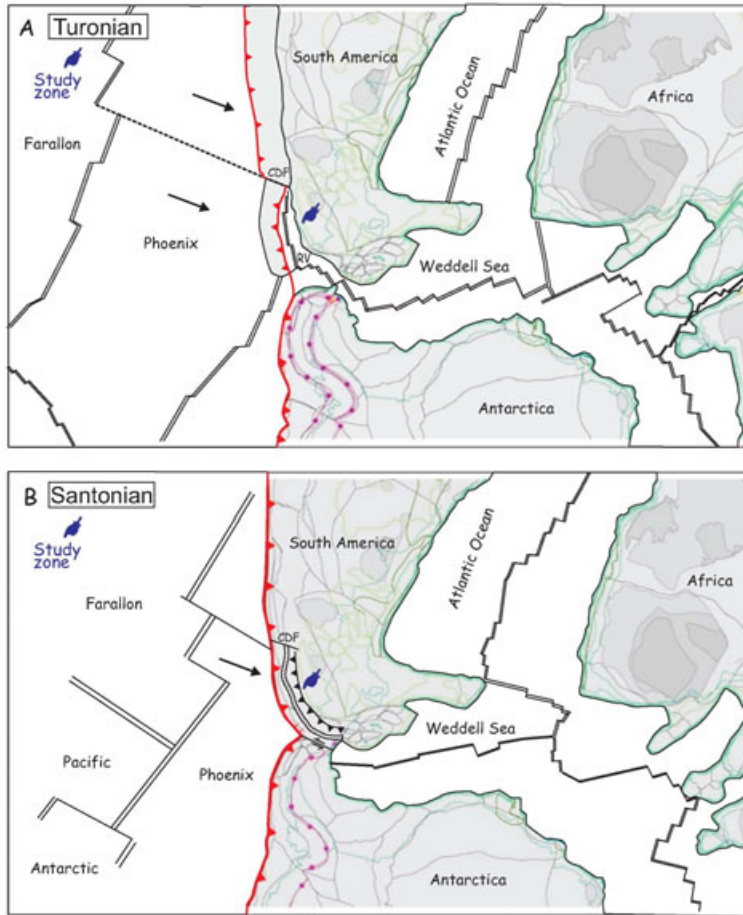 A Turonian
Study
zone
Farallon
Phoenix
CDF
RV
South America
Atlantic Ocean
Africa
Weddell Sea
Antarctica
B Santonian
Study
zone
Farallon
Pacific
Phoenix
Antarctic
CDF
South America
Atlantic Ocean
Africa
Weddell Sea
Antarctica